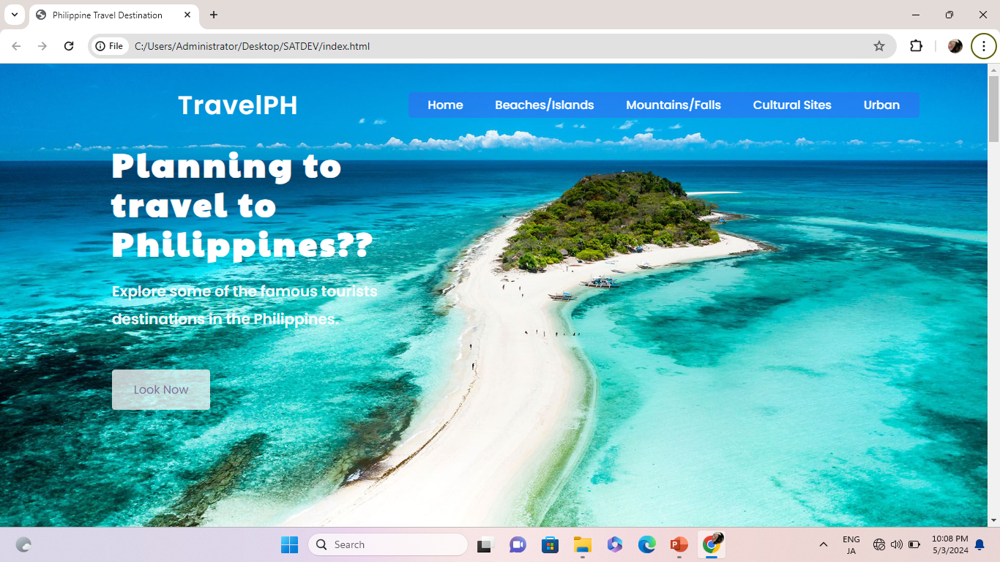 Philippine Travel Destination
File
C:/Users/Administrator/Desktop/SATDEV/index.html
TravelPH
Home
Beaches/Islands
Mountains/Falls
Cultural Sites
Urban
Planning to
travel to
Philippines??
Explore some of the famous tourists
destinations in the Philippines.
Look Now
Search
ENG
JA
10:08 PM
5/3/2024